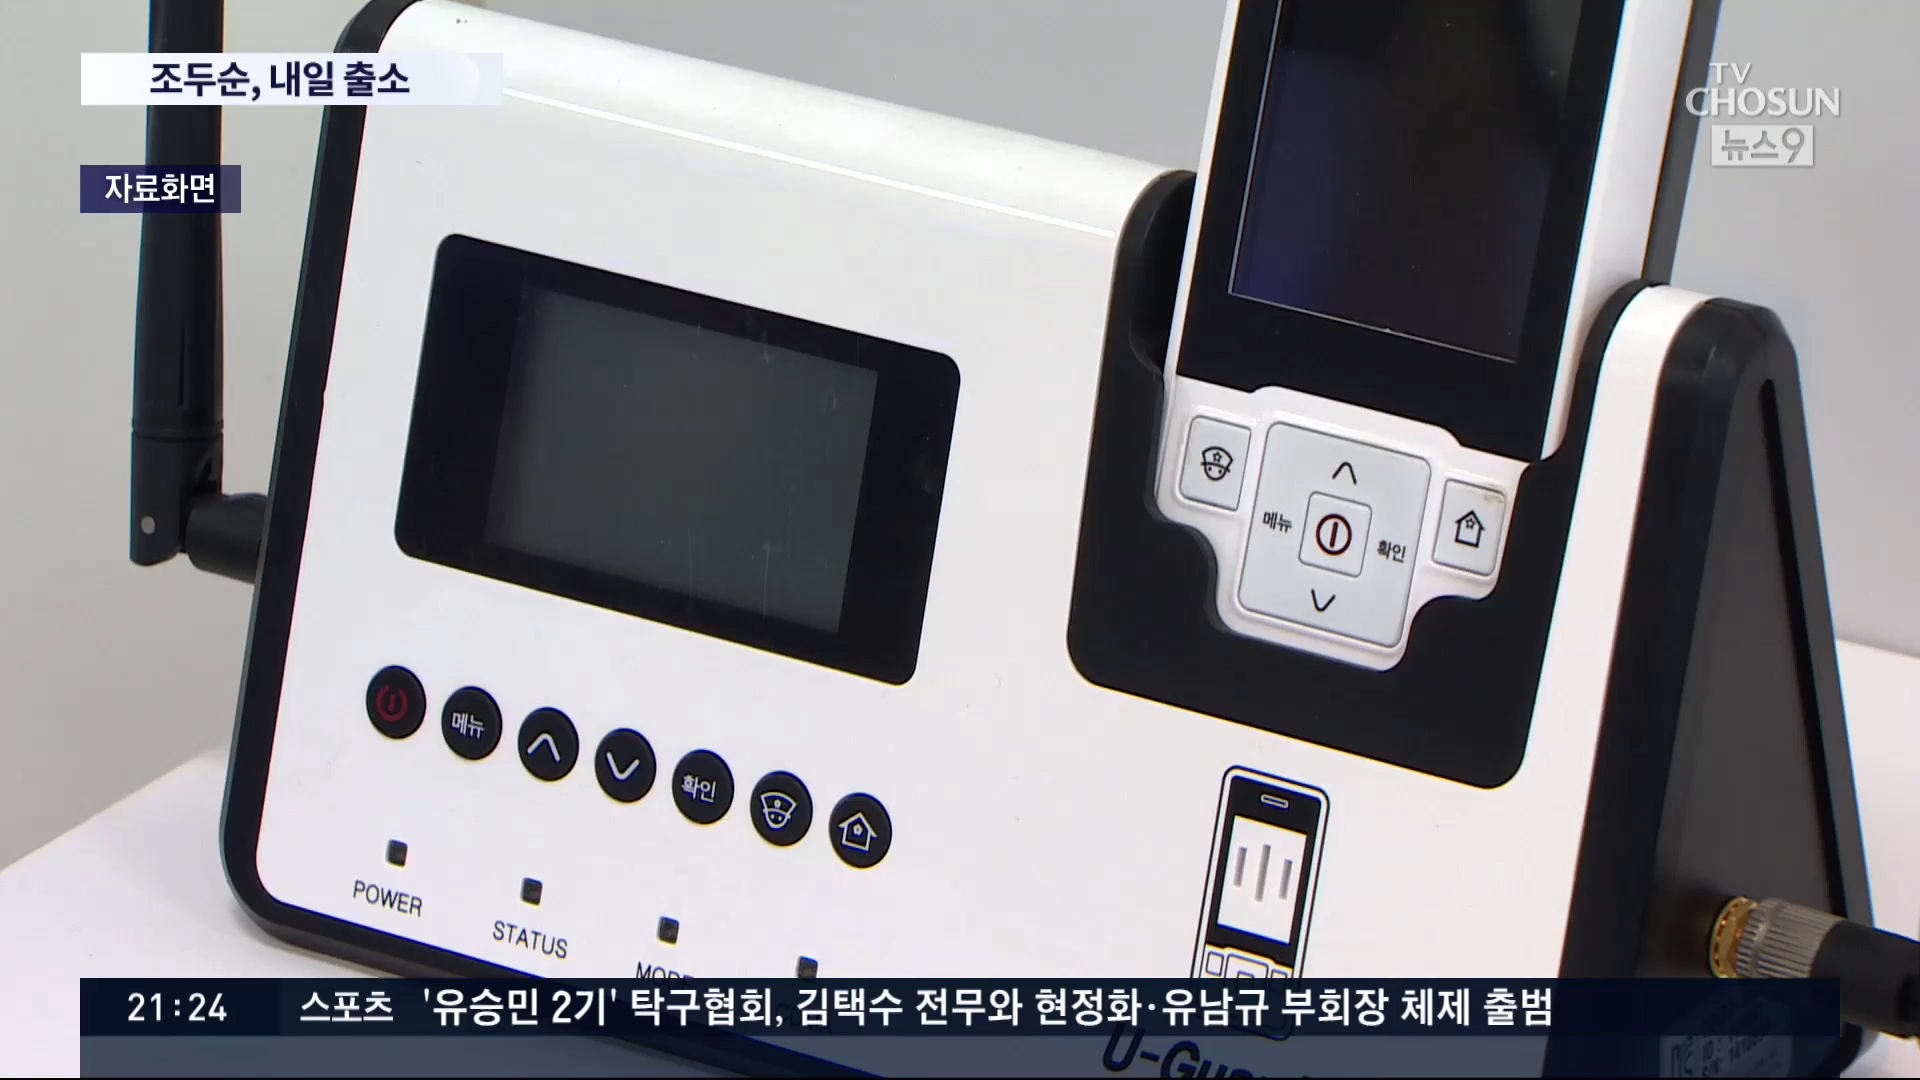 조두순, 내일 출소
TV
CHOSUN
뉴스9
자료화면
메뉴
확인
메뉴
확인
POWER
STATUS
21:24 스포츠 '유승민 2기' 탁구협회, 김택수 전무와 현정화·유남규 부회장 체제 출범